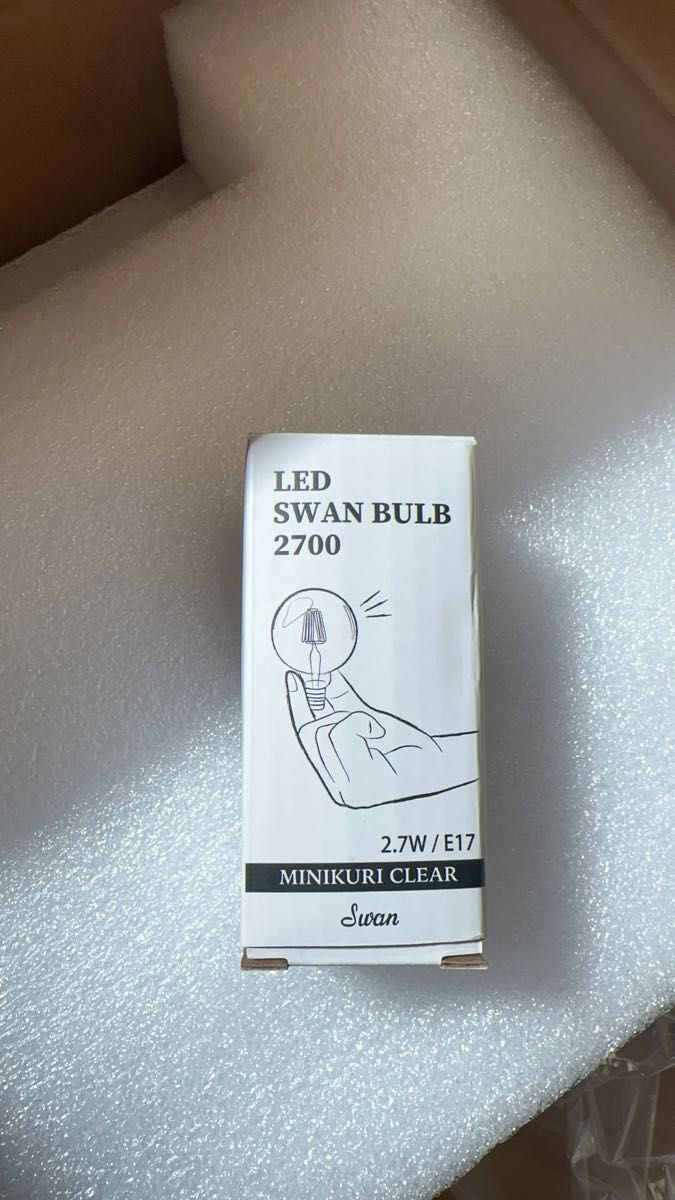 LED
SWAN BULB
2700
2.7W / E17
MINIKURI CLEAR
Swan